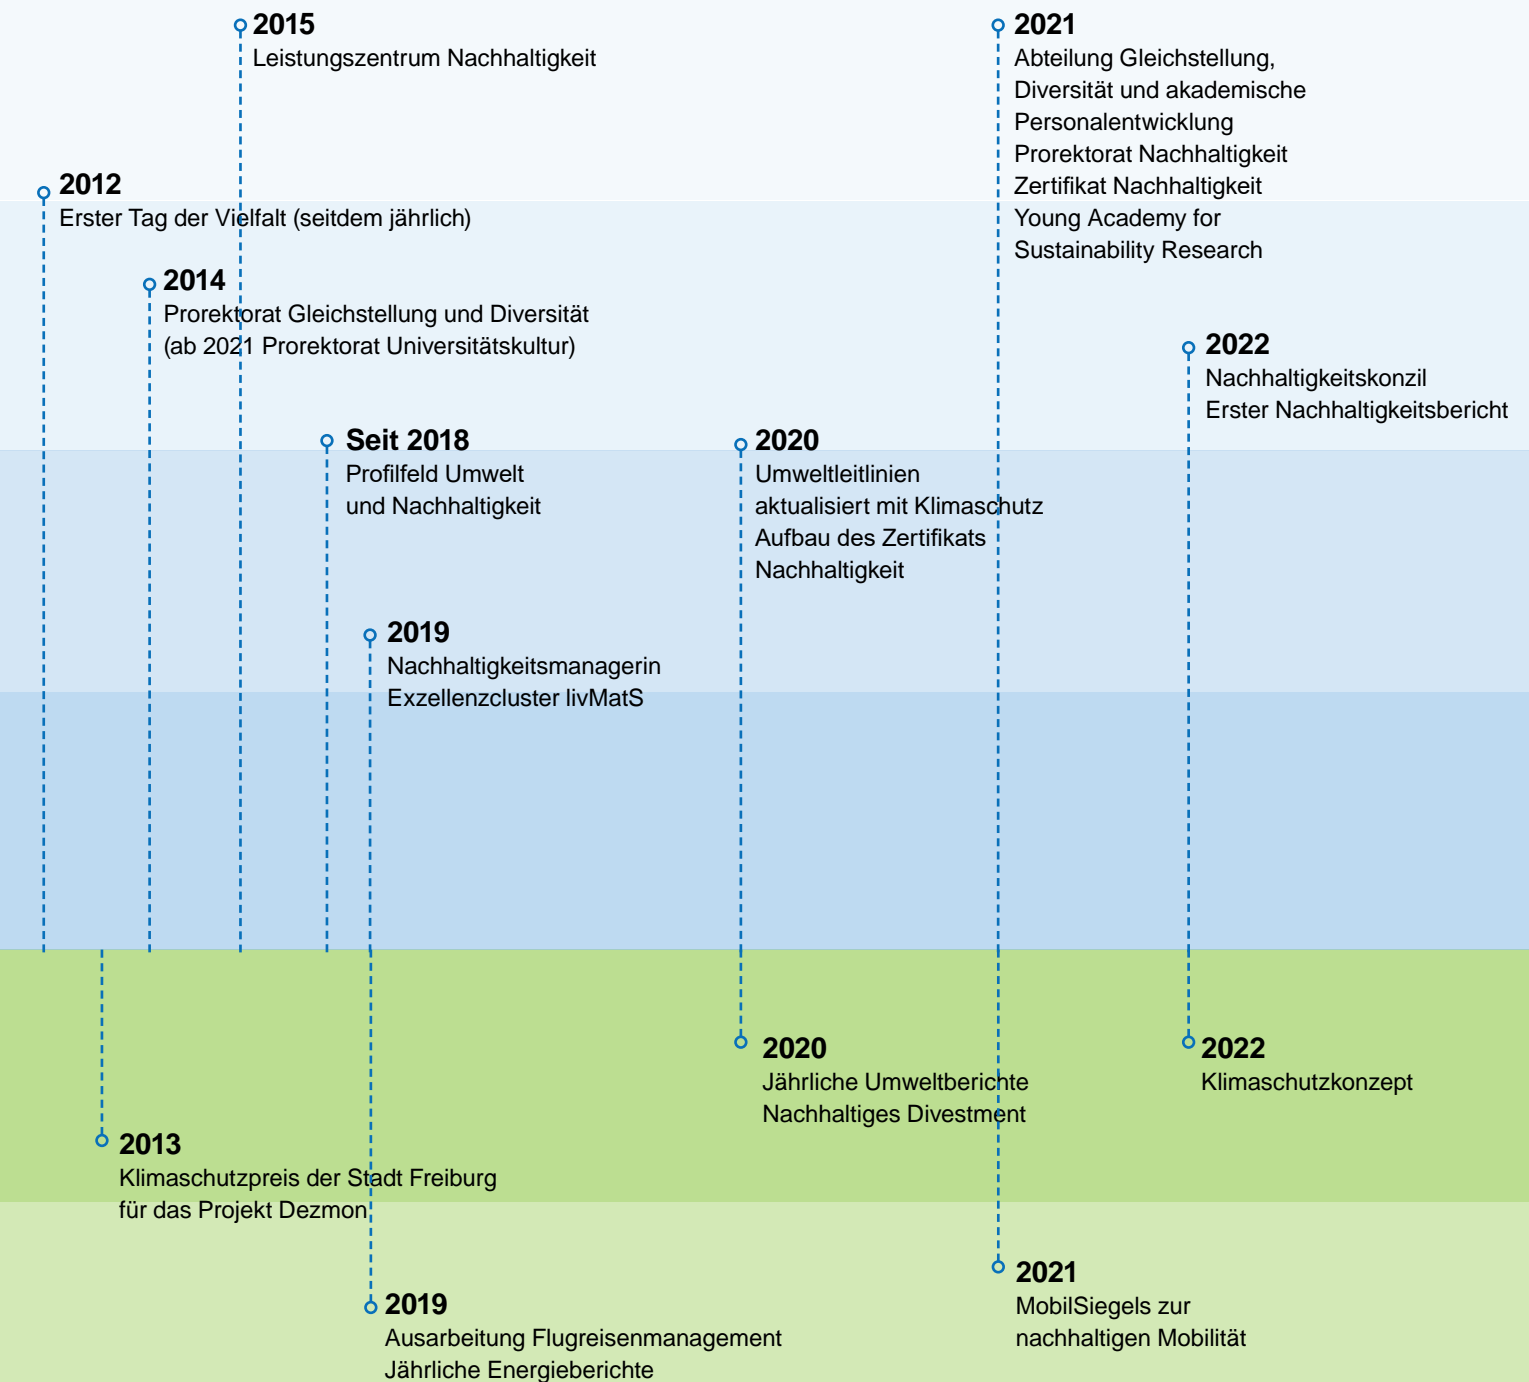 2015
Leistungszentrum Nachhaltigkeit
2021
Abteilung Gleichstellung,
Diversität und akademische
Personalentwicklung
Prorektorat Nachhaltigkeit
Zertifikat Nachhaltigkeit
Young Academy for
Sustainability Research
2012
Erster Tag der Vielfalt (seitdem jährlich)
2014
Prorektorat Gleichstellung und Diversität
(ab 2021 Prorektorat Universitätskultur)
2022
Nachhaltigkeitskonzil
Erster Nachhaltigkeitsbericht
Seit 2018
Profilfeld Umwelt
und Nachhaltigkeit
2020
Umweltleitlinien
aktualisiert mit Klimaschutz
Aufbau des Zertifikats
Nachhaltigkeit
2019
Nachhaltigkeitsmanagerin
Exzellenzcluster livMatS
2020
Jährliche Umweltberichte
Nachhaltiges Divestment
2022
Klimaschutzkonzept
2013
Klimaschutzpreis der Stadt Freiburg
für das Projekt Dezmon
2021
MobilSiegels zur
nachhaltigen Mobilität
2019
Ausarbeitung Flugreisenmanagement
Jährliche Energieberichte